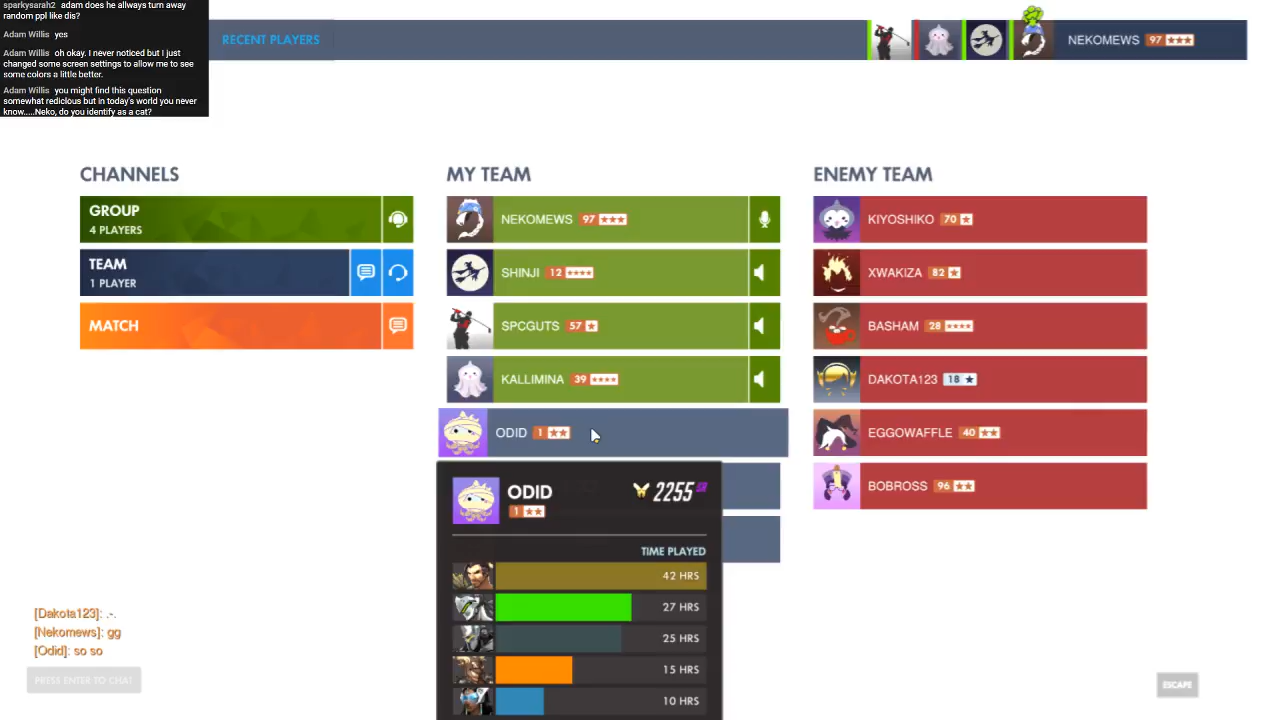 sparkysarah2 adam does he allways turn away
random ppl like dis?
Adam Willis yes
Adam Willis oh okay. I never noticed but I just
changed some screen settings to allow me to see
some colors a little better.
Adam Willis you might find this question
somewhat rediclous but in today's world you never
know.....Neko, do you identify as a cat?
RECENT PLAYERS
NEKOMEWS 97
CHANNELS
GROUP
4 PLAYERS
TEAM
1 PLAYER
MATCH
MY TEAM
NEKOMEWS 97
SHINJI 12
SPCGUTS 57
KALLIMINA 39
ODID 1
ODID 2255 SR
1
TIME PLAYED
42 HRS
27 HRS
25 HRS
15 HRS
10 HRS
ENEMY TEAM
KIYOSHIKO 70
XWAKIZA 82
BASHAM 28
DAKOTA123 18
EGGOWAFFLE 40
BOBROSS 96
[Dakota123]: .-.
[Nekomews]: gg
[Odid]: so so
PRESS ENTER TO CHAT
ESCAPE